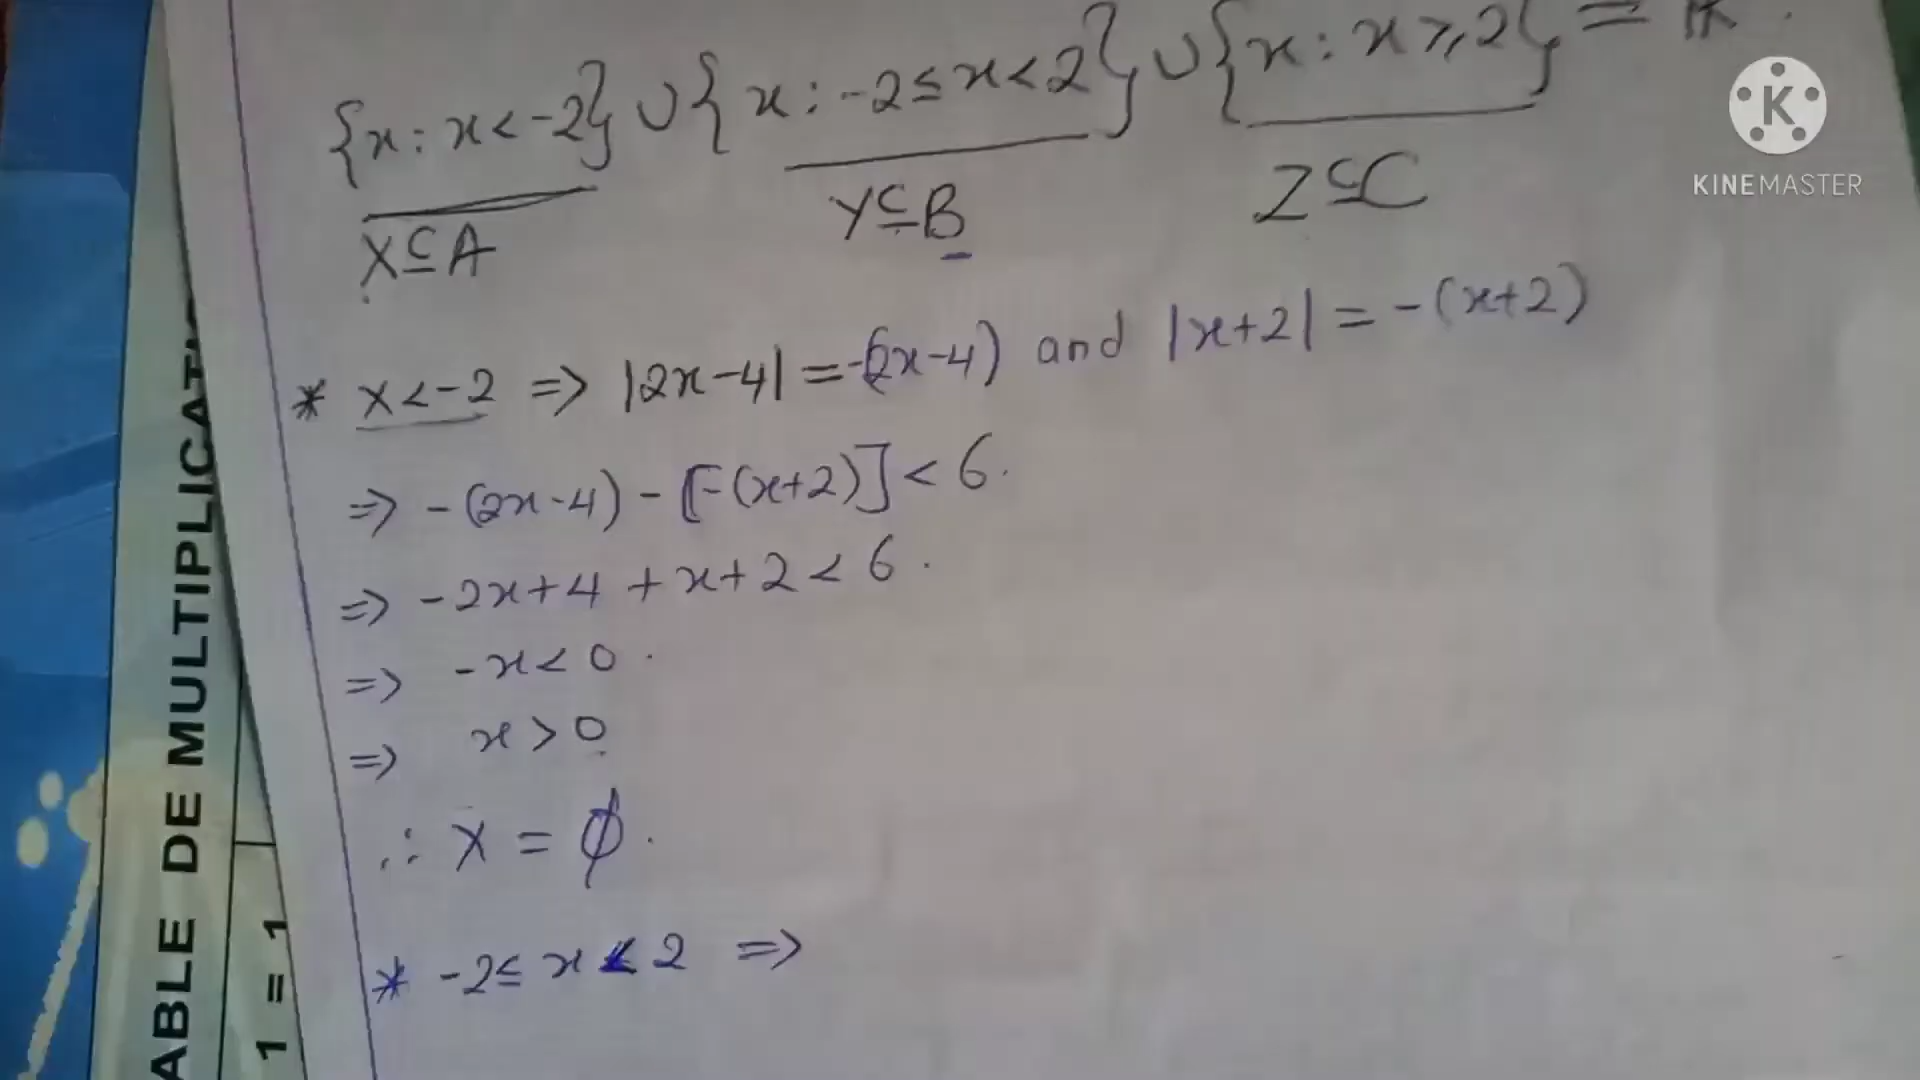 {x : x < -2} ∪ {x : -2 ≤ x < 2} ∪ {x : x ≥ 2} =
X ⊆ A Y ⊆ B Z ⊆ C
* x < -2 => |2x-4| = -(2x-4) and |x+2| = -(x+2)
=> -(2x-4) - [-(x+2)] < 6.
=> -2x+4 + x+2 < 6.
=> -x < 0.
=> x > 0
∴ X = ∅.
* -2 ≤ x < 2 =>
K
KINEMASTER
ABLE DE MULTIPLICAT
1 = 1